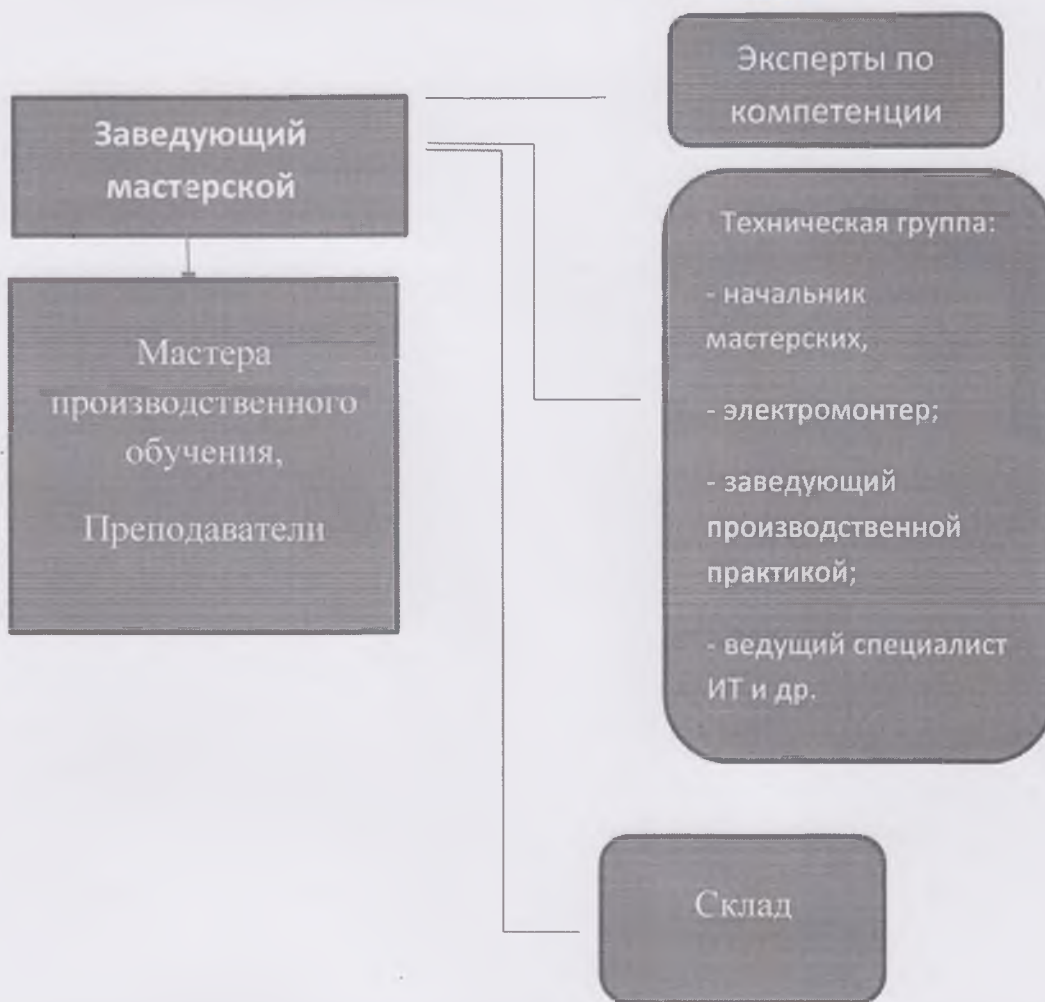 Заведующий
мастерской
Мастера
производственного
обучения,
Преподаватели
Эксперты по
компетенции
Техническая группа:
- начальник
мастерских,
- электромонтер;
- заведующий
производственной
практикой;
- ведущий специалист
ИТ и др.
Склад